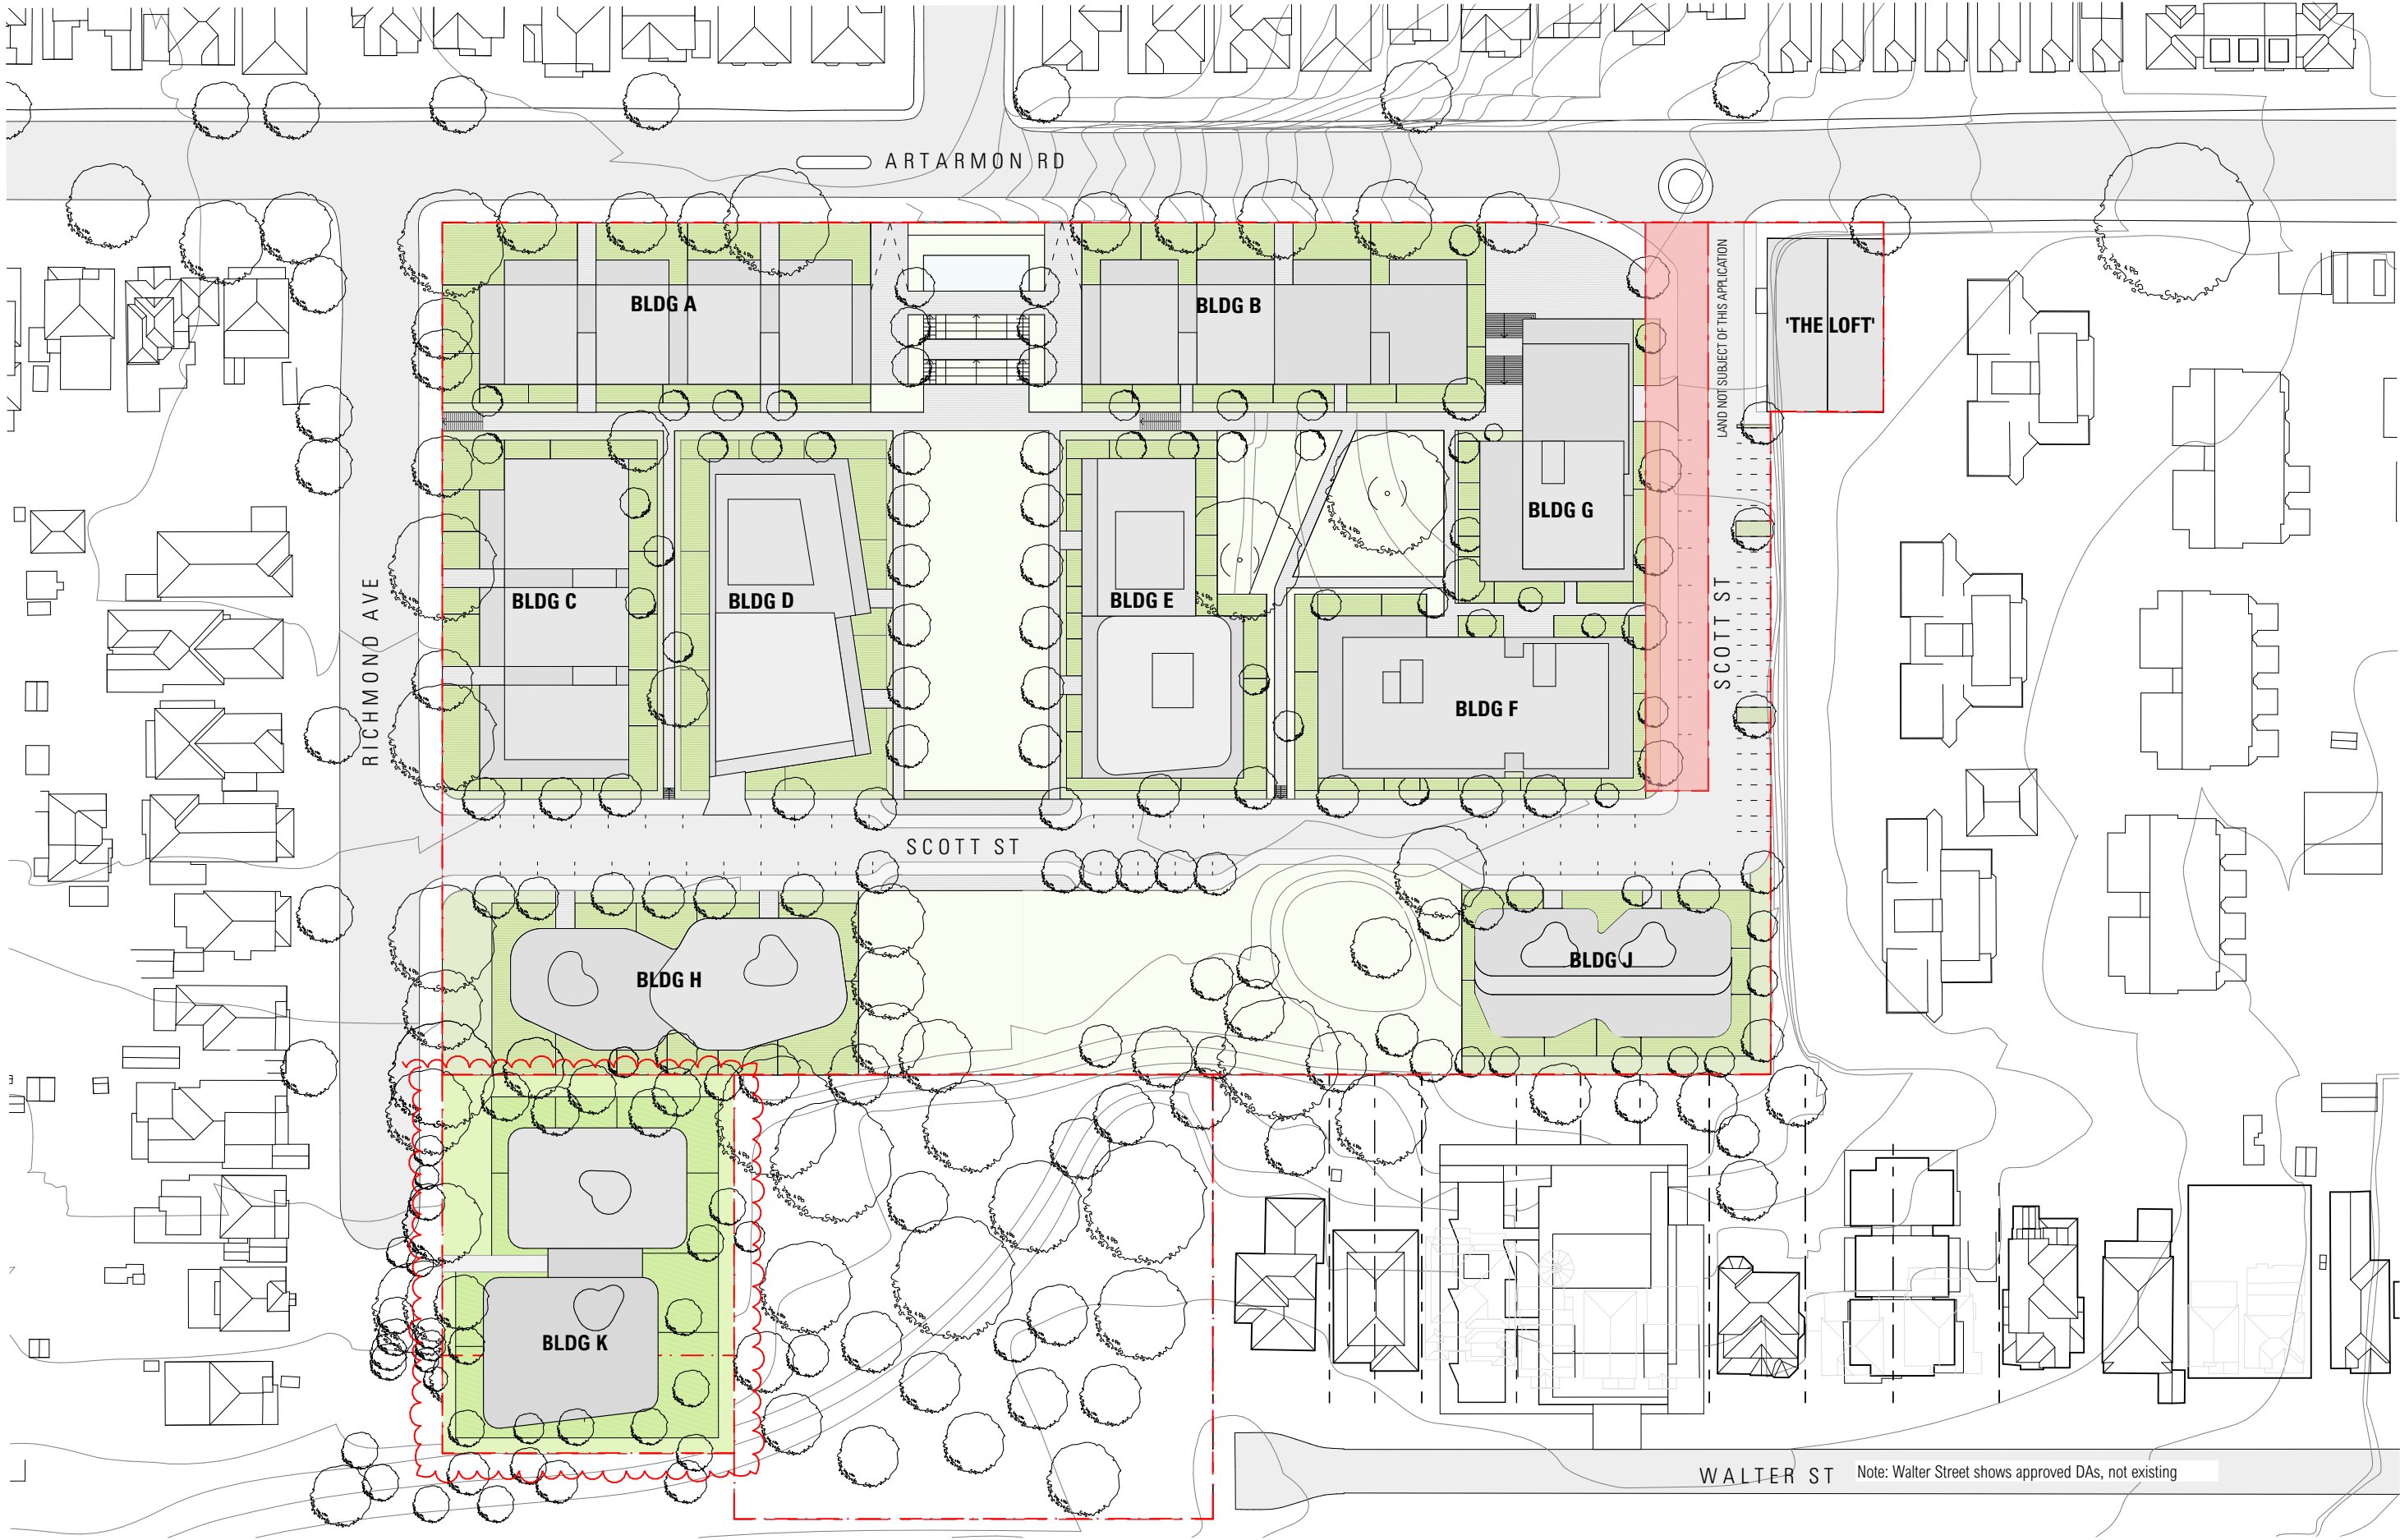 ARTARMON RD
LAND NOT SUBJECT OF THIS APPLICATION
BLDG A
BLDG B
'THE LOFT'
BLDG G
RICHMOND AVE
BLDG C
BLDG D
BLDG E
SCOTT ST
BLDG F
SCOTT ST
BLDG H
BLDG J
BLDG K
WALTER ST
Note: Walter Street shows approved DAs, not existing